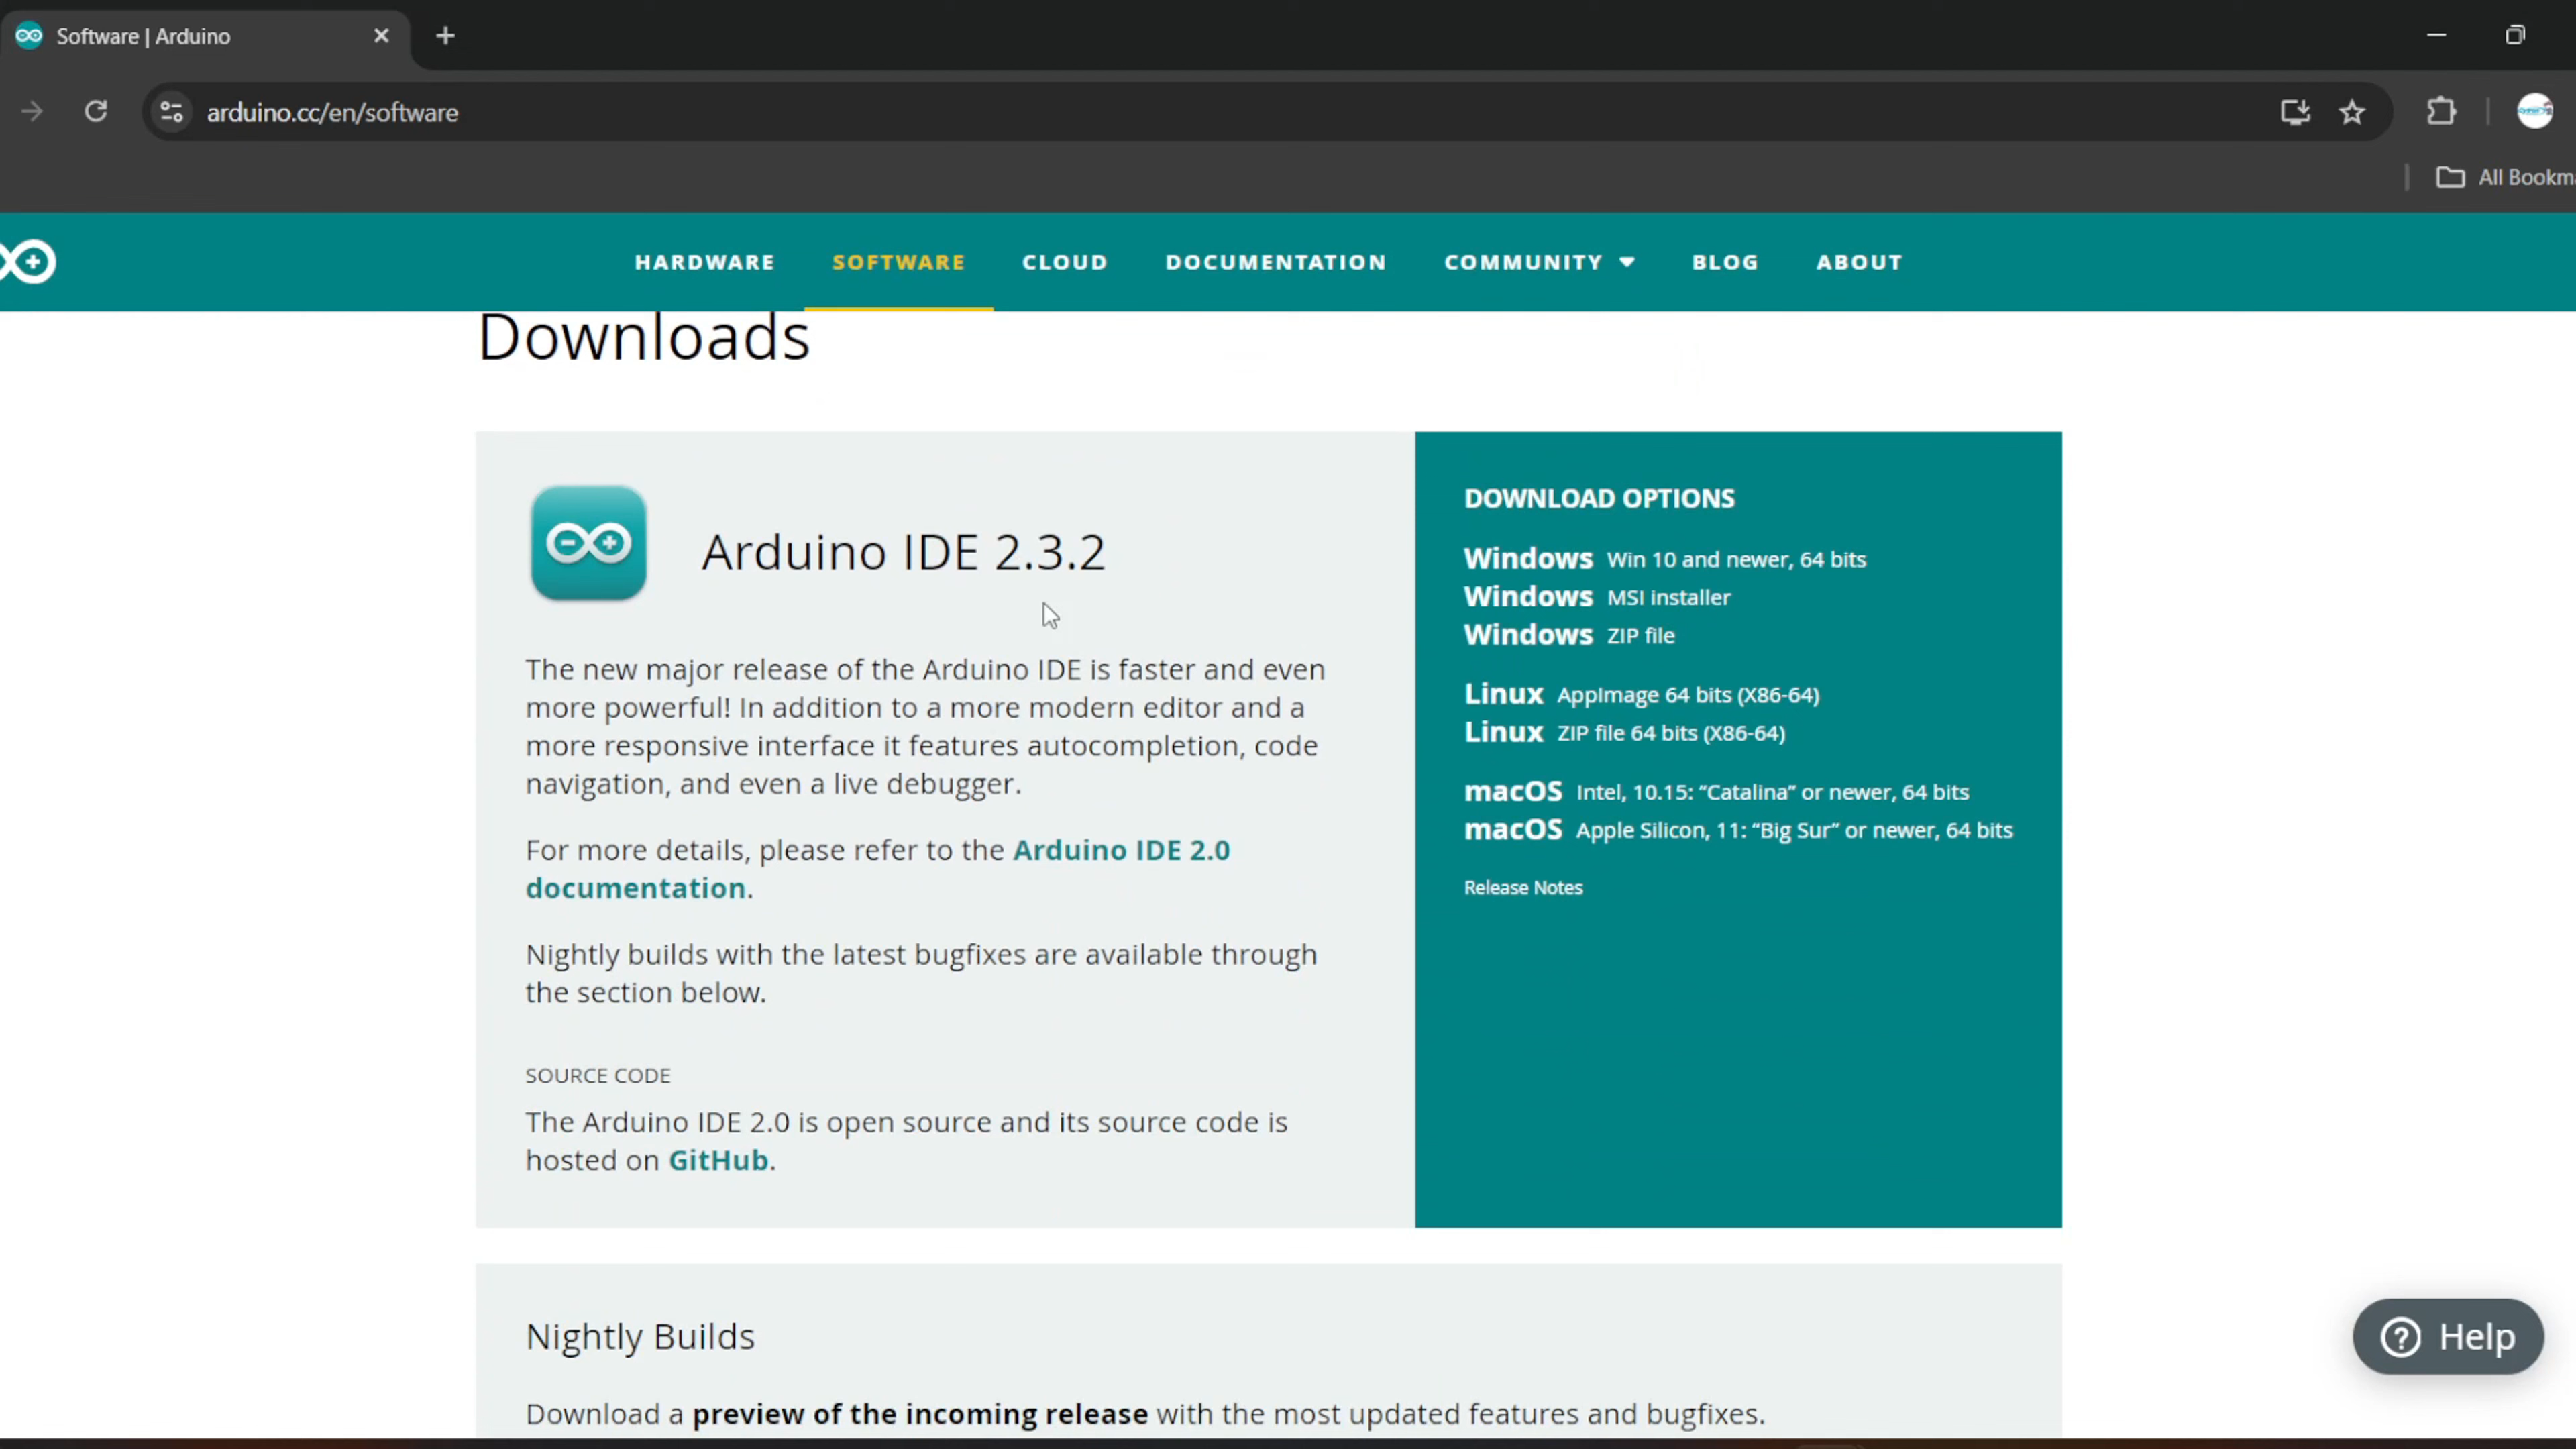 Software | Arduino
arduino.cc/en/software
All Bookma
HARDWARE SOFTWARE CLOUD DOCUMENTATION COMMUNITY BLOG ABOUT
Downloads
Arduino IDE 2.3.2
The new major release of the Arduino IDE is faster and even
more powerful! In addition to a more modern editor and a
more responsive interface it features autocompletion, code
navigation, and even a live debugger.
For more details, please refer to the Arduino IDE 2.0
documentation.
Nightly builds with the latest bugfixes are available through
the section below.
SOURCE CODE
The Arduino IDE 2.0 is open source and its source code is
hosted on GitHub.
DOWNLOAD OPTIONS
Windows Win 10 and newer, 64 bits
Windows MSI installer
Windows ZIP file
Linux AppImage 64 bits (X86-64)
Linux ZIP file 64 bits (X86-64)
macOS Intel, 10.15: “Catalina” or newer, 64 bits
macOS Apple Silicon, 11: “Big Sur” or newer, 64 bits
Release Notes
Nightly Builds
Download a preview of the incoming release with the most updated features and bugfixes.
Help